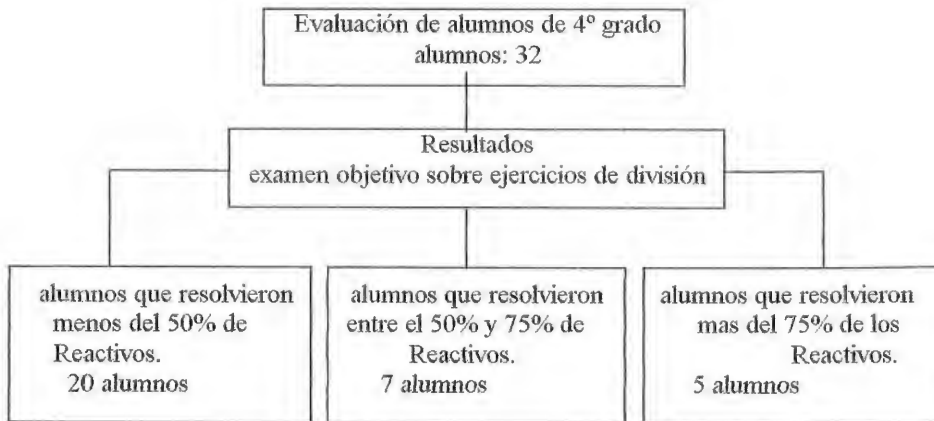 Evaluación de alumnos de 4º grado
alumnos: 32
Resultados
examen objetivo sobre ejercicios de división
alumnos que resolvieron
menos del 50% de
Reactivos.
20 alumnos
alumnos que resolvieron
entre el 50% y 75% de
Reactivos.
7 alumnos
alumnos que resolvieron
mas del 75% de los
Reactivos.
5 alumnos